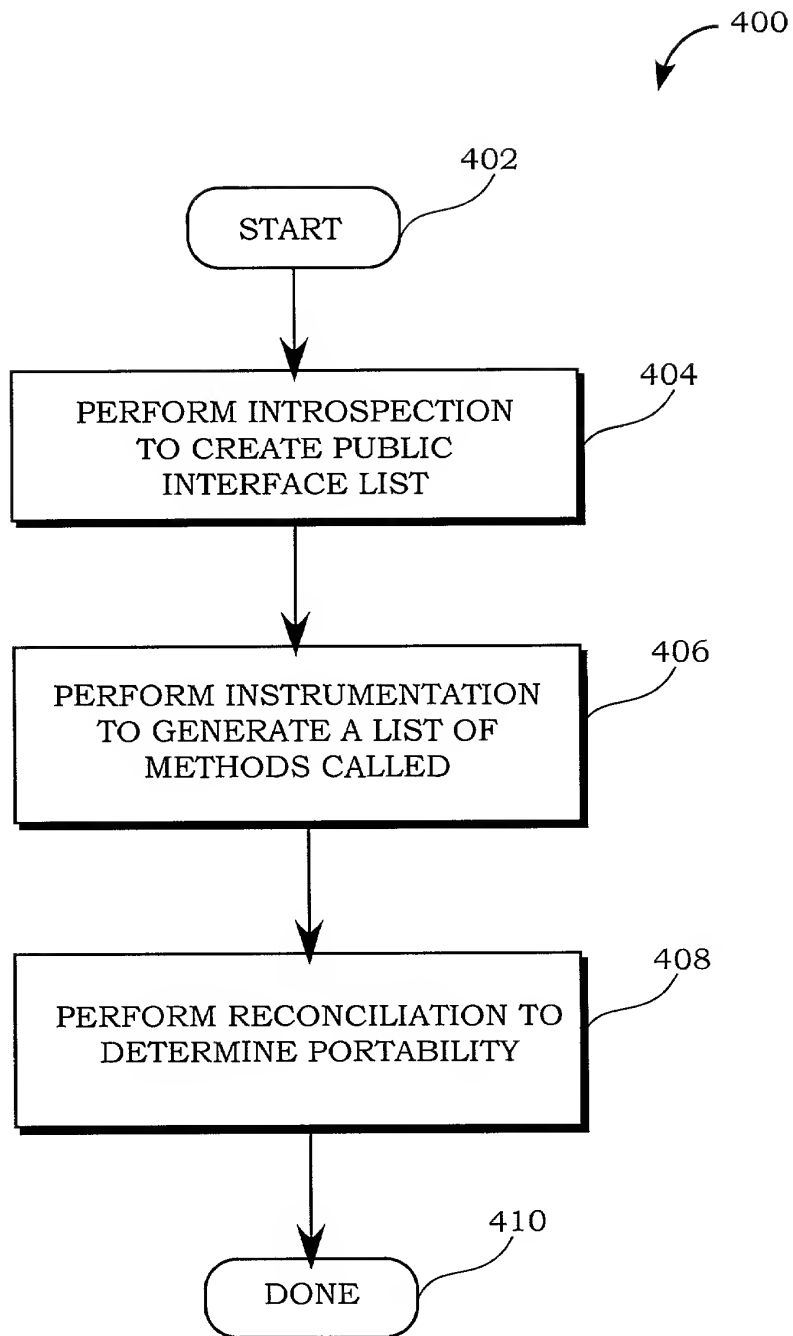 400
402
START
404
PERFORM INTROSPECTION
TO CREATE PUBLIC
INTERFACE LIST
406
PERFORM INSTRUMENTATION
TO GENERATE A LIST OF
METHODS CALLED
408
PERFORM RECONCILIATION TO
DETERMINE PORTABILITY
410
DONE